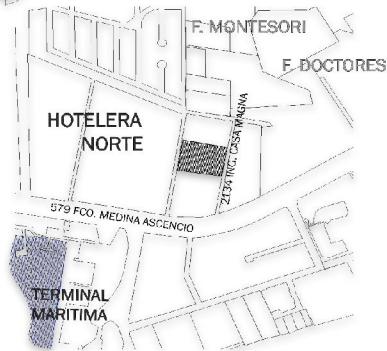 F. MONTESORI
F. DOCTORES
HOTELERA
NORTE
2134 ING. CASA MAGNA
579 FCO. MEDINA ASCENCIO
TERMINAL
MARITIMA